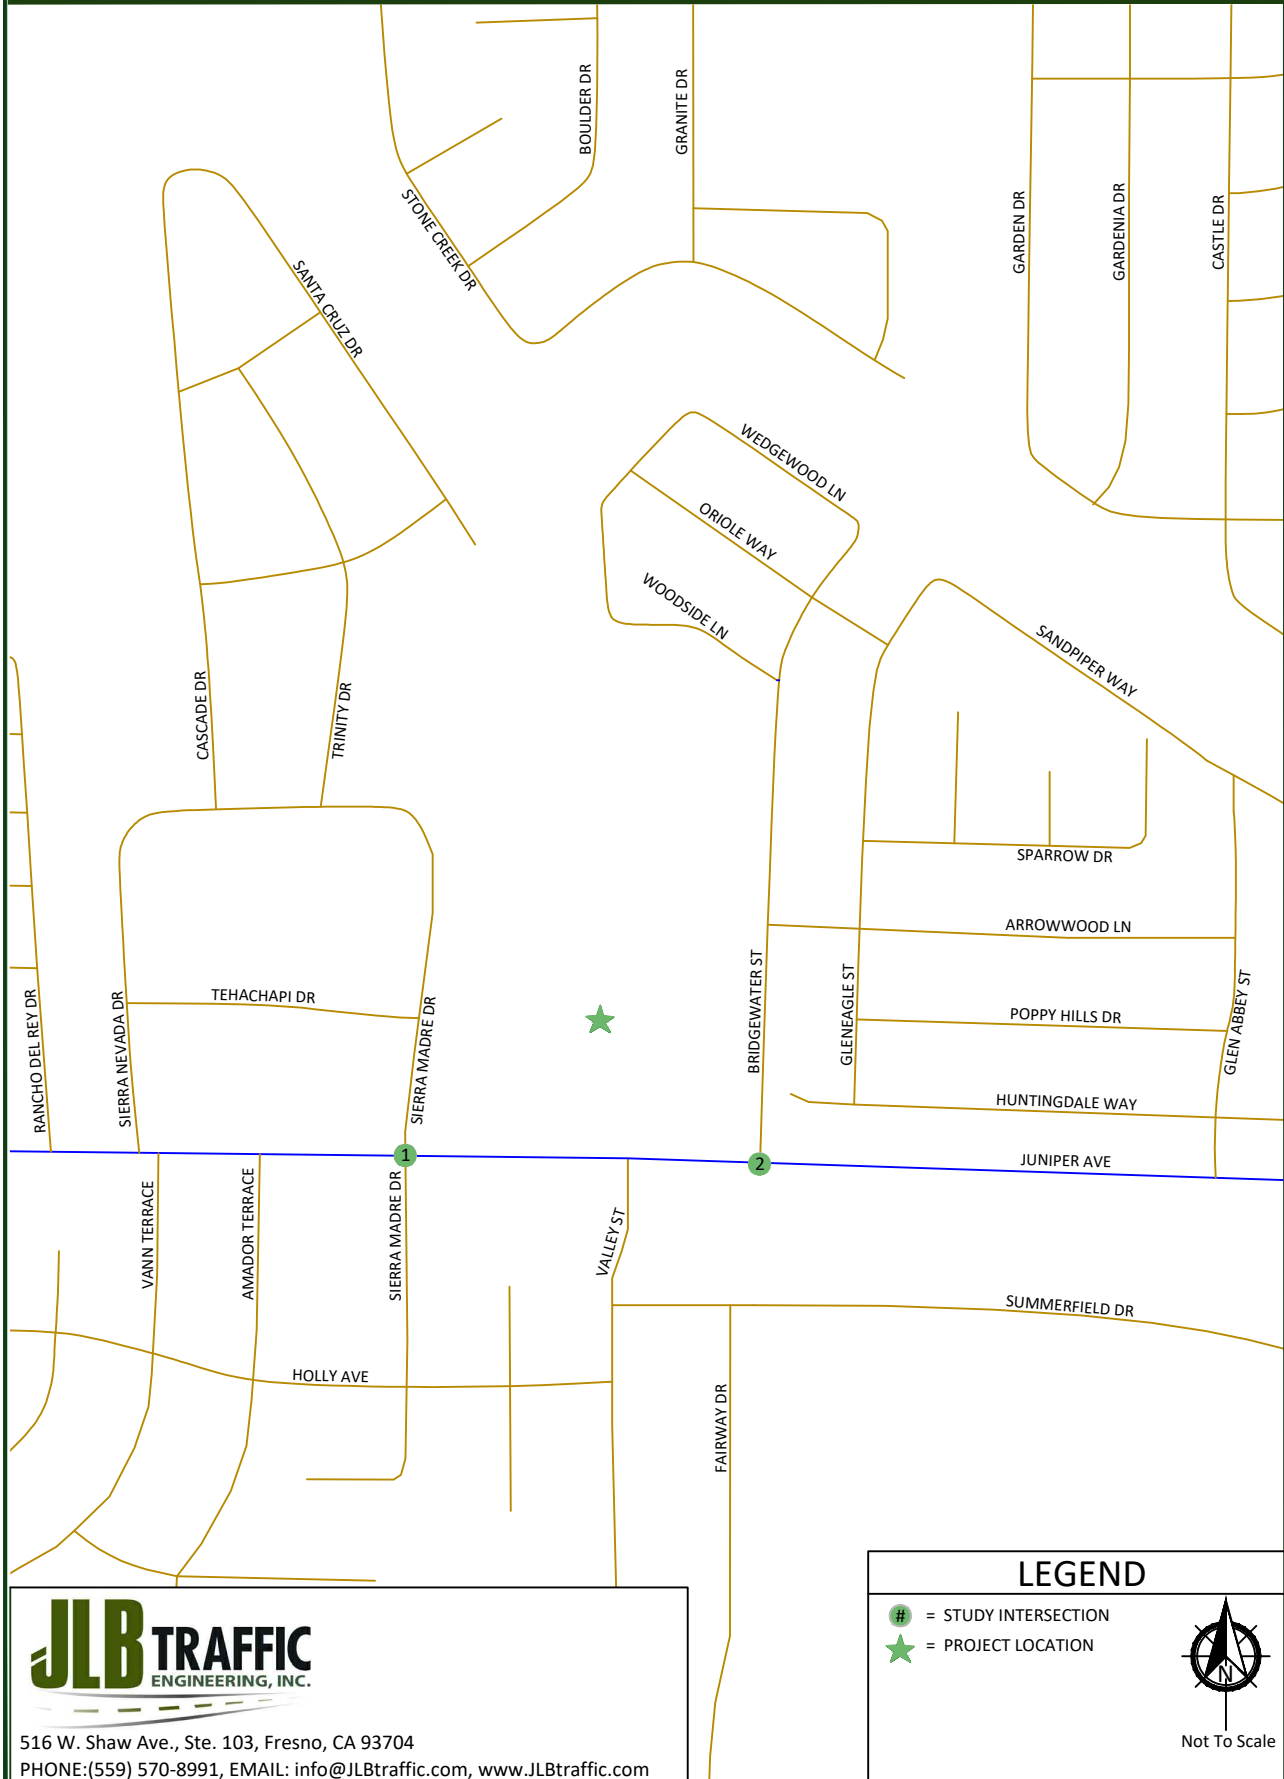 BOULDER DR
GRANITE DR
STONE CREEK DR
GARDEN DR
GARDENIA DR
CASTLE DR
SANTA CRUZ DR
WEDGEWOOD LN
ORIOLE WAY
WOODSIDE LN
SANDPIPER WAY
CASCADE DR
TRINITY DR
SPARROW DR
ARROWWOOD LN
TEHACHAPI DR
RANCHO DEL REY DR
SIERRA NEVADA DR
SIERRA MADRE DR
BRIDGEWATER ST
GLENEAGLE ST
POPPY HILLS DR
GLEN ABBEY ST
HUNTINGDALE WAY
1
2
JUNIPER AVE
VANN TERRACE
AMADOR TERRACE
SIERRA MADRE DR
VALLEY ST
SUMMERFIELD DR
HOLLY AVE
FAIRWAY DR
LEGEND
# = STUDY INTERSECTION
= PROJECT LOCATION
N
Not To Scale
JLB TRAFFIC
ENGINEERING, INC.
516 W. Shaw Ave., Ste. 103, Fresno, CA 93704
PHONE:(559) 570-8991, EMAIL: info@JLBtraffic.com, www.JLBtraffic.com